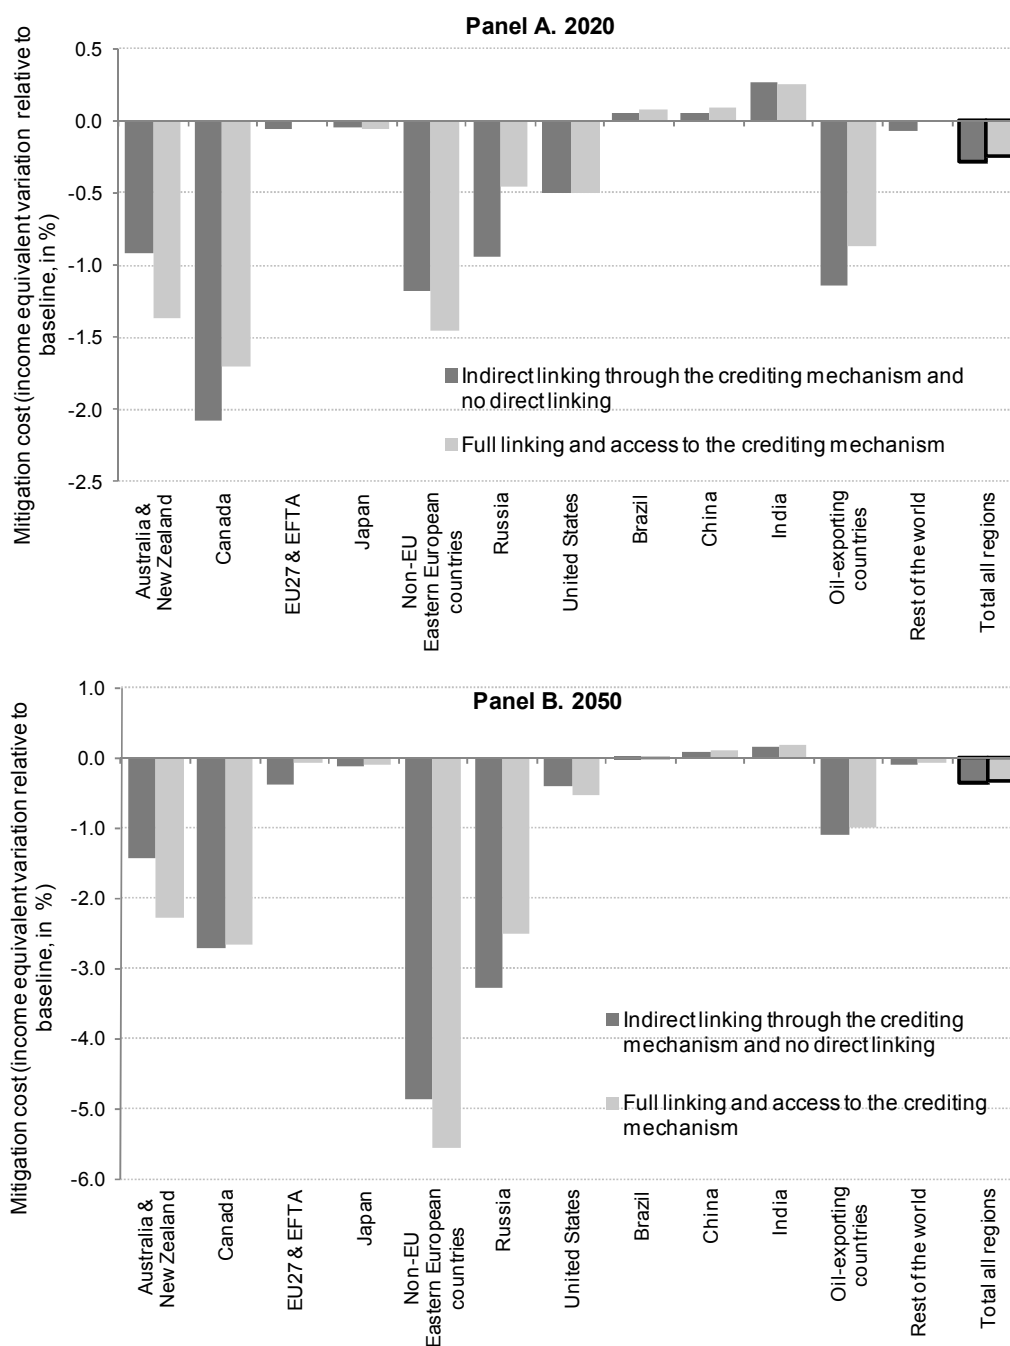 Panel A. 2020
Mitigation cost (income equivalent variation relative to
baseline, in %)
0.5
0.0
-0.5
-1.0
-1.5
-2.0
-2.5
Indirect linking through the crediting mechanism and
no direct linking
Full linking and access to the crediting mechanism
Australia &
New Zealand
Canada
EU27 & EFTA
Japan
Non-EU
Eastern European
countries
Russia
United States
Brazil
China
India
Oil-exporting
countries
Rest of the world
Total all regions
Panel B. 2050
Mitigation cost (income equivalent variation relative to
baseline, in %)
1.0
0.0
-1.0
-2.0
-3.0
-4.0
-5.0
-6.0
Indirect linking through the crediting
mechanism and no direct linking
Full linking and access to the crediting
mechanism
Australia &
New Zealand
Canada
EU27 & EFTA
Japan
Non-EU
Eastern European
countries
Russia
United States
Brazil
China
India
Oil-exporting
countries
Rest of the world
Total all regions